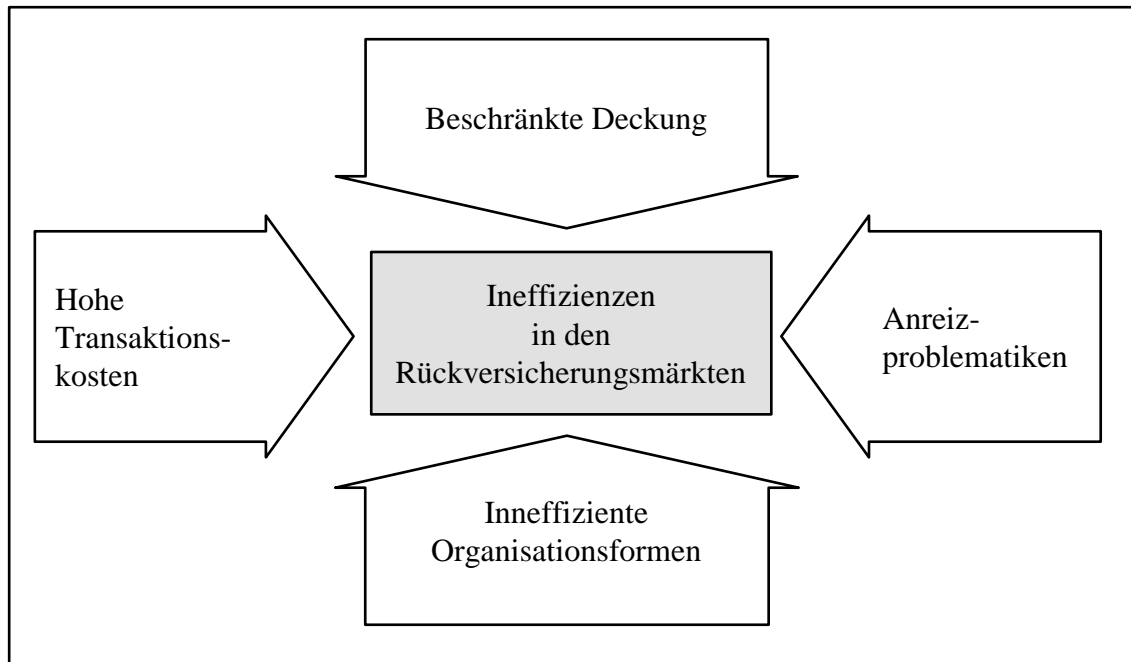 Beschränkte Deckung
Hohe
Transaktions-
kosten
Ineffizienzen
in den
Rückversicherungsmärkten
Anreiz-
problematiken
Inneffiziente
Organisationsformen